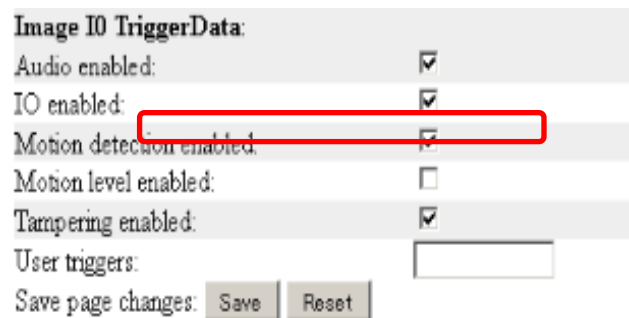 Image I0 TriggerData:
Audio enabled:
IO enabled:
Motion detection enabled:
Motion level enabled:
Tampering enabled:
User triggers:
Save page changes: Save Reset